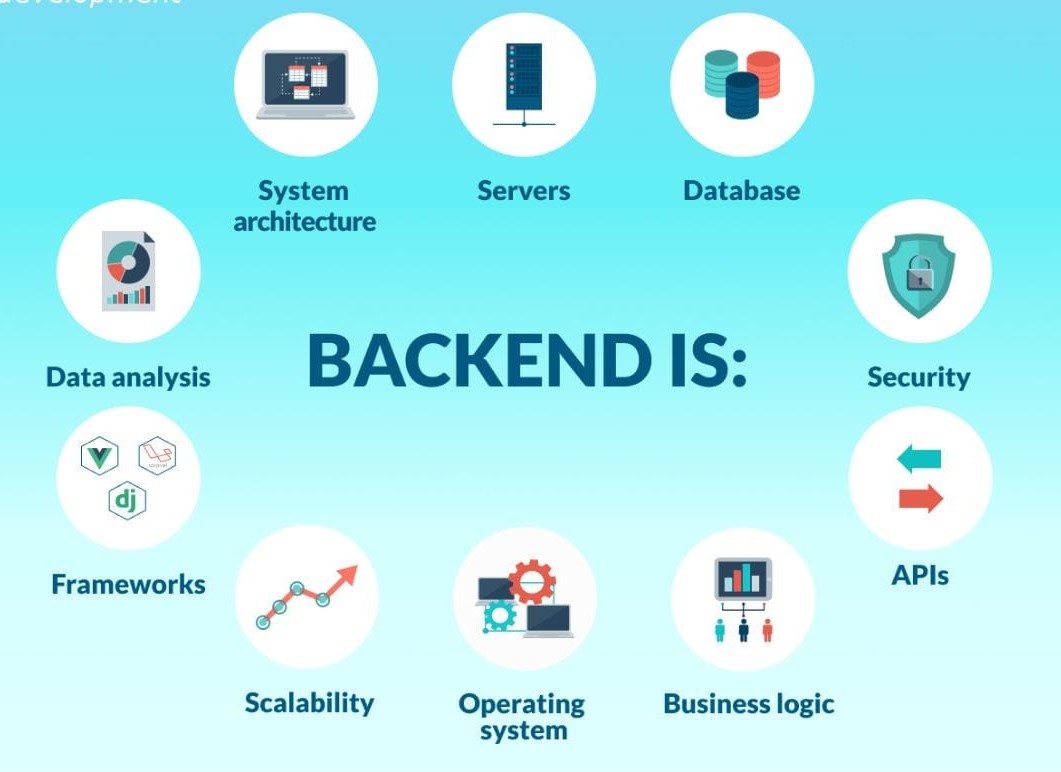 development
System
architecture
Servers
Database
Data analysis
BACKEND IS:
Security
dj
Frameworks
APIs
Scalability
Operating
system
Business logic